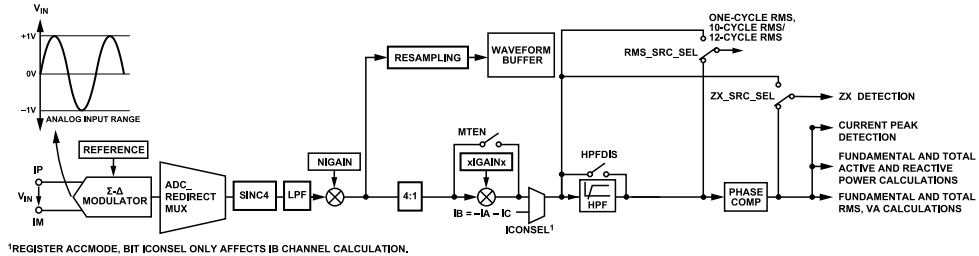 V_IN
+1V
0V
–1V
ANALOG INPUT RANGE
REFERENCE
IP
V_IN
IM
Σ-Δ
MODULATOR
ADC_
REDIRECT
MUX
SINC4
LPF
NIGAIN
RESAMPLING
WAVEFORM
BUFFER
4:1
MTEN
xIGAINx
IB = –IA – IC
ICONSEL¹
HPFDIS
HPF
ONE-CYCLE RMS,
10-CYCLE RMS/
12-CYCLE RMS
RMS_SRC_SEL
ZX_SRC_SEL
ZX DETECTION
PHASE
COMP
CURRENT PEAK
DETECTION
FUNDAMENTAL AND TOTAL
ACTIVE AND REACTIVE
POWER CALCULATIONS
FUNDAMENTAL AND TOTAL
RMS, VA CALCULATIONS
¹REGISTER ACCMODE, BIT ICONSEL ONLY AFFECTS IB CHANNEL CALCULATION.